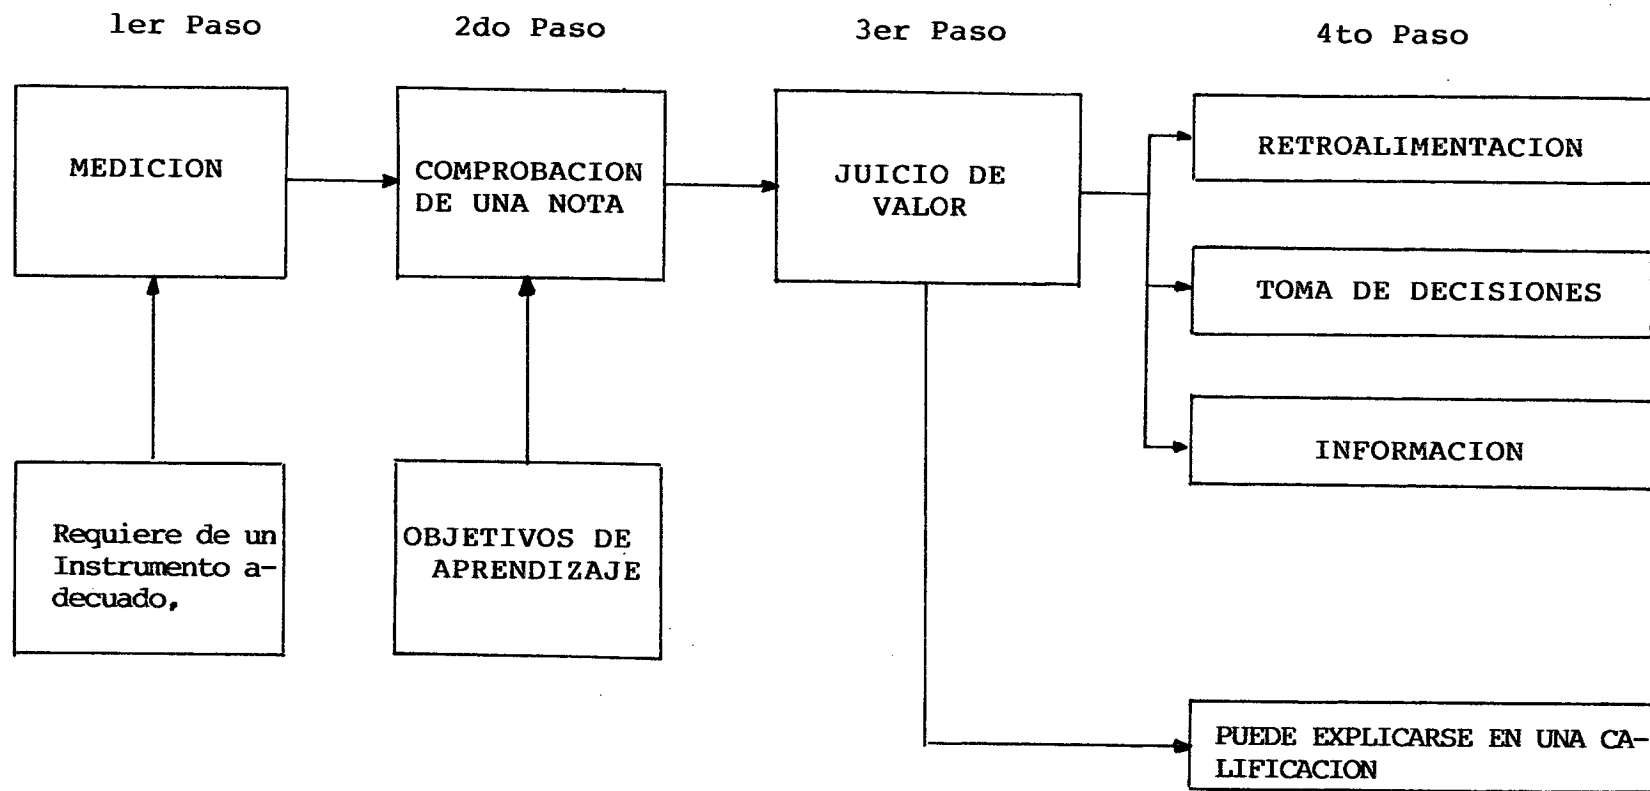 1er Paso
2do Paso
3er Paso
4to Paso
MEDICION
COMPROBACION
DE UNA NOTA
JUICIO DE
VALOR
RETROALIMENTACION
TOMA DE DECISIONES
INFORMACION
Requiere de un
Instrumento a-
decuado,
OBJETIVOS DE
APRENDIZAJE
PUEDE EXPLICARSE EN UNA CA-
LIFICACION